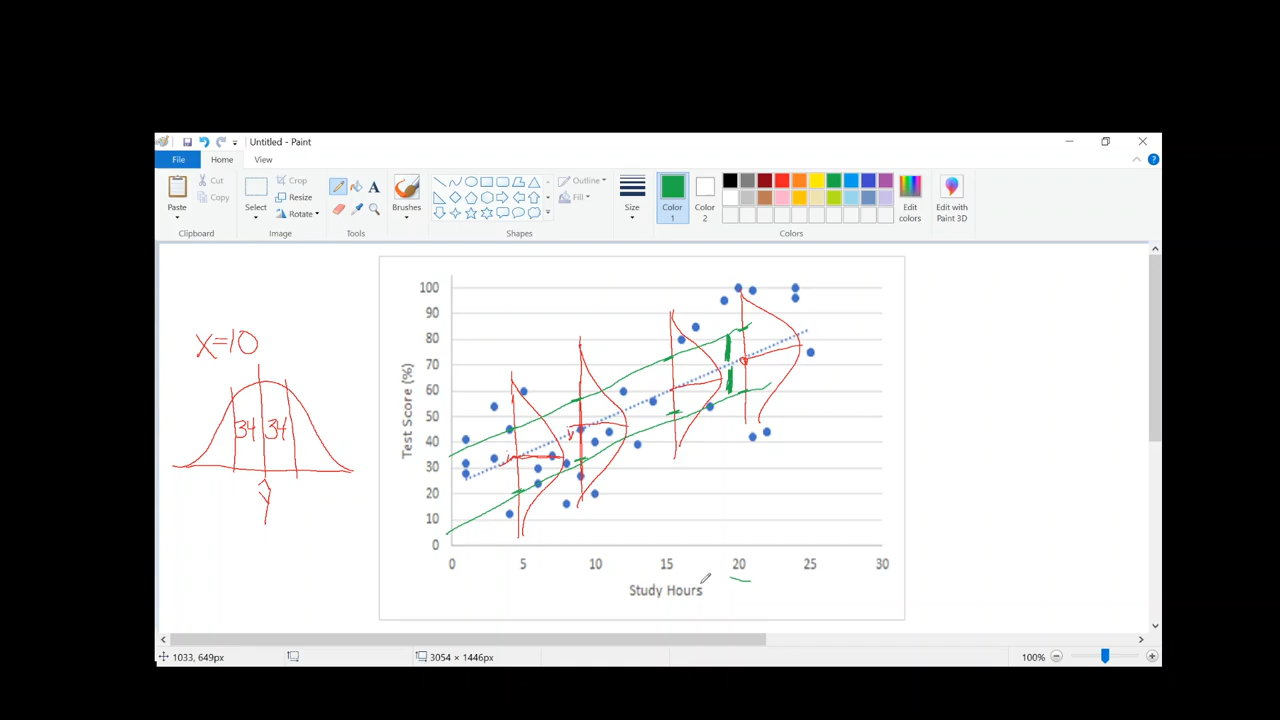 Untitled - Paint
File Home View
Paste
Cut
Copy
Clipboard
Select
Crop
Resize
Rotate
Image
Tools
Brushes
Outline
Fill
Shapes
Size
Color 1
Color 2
Edit colors
Edit with Paint 3D
Colors
x=10
34 34
ŷ
Test Score (%)
100
90
80
70
60
50
40
30
20
10
0
0 5 10 15 20 25 30
Study Hours
1033, 649px
3054 × 1446px
100%